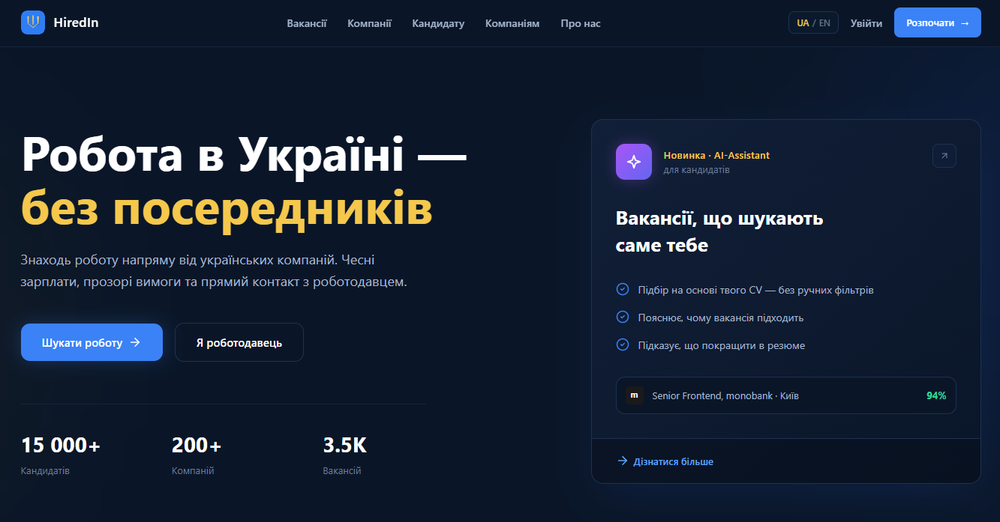 HiredIn
Вакансії
Компанії
Кандидату
Компаніям
Про нас
UA / EN
Увійти
Розпочати →
Робота в Україні —
без посередників
Знаходь роботу напряму від українських компаній. Чесні
зарплати, прозорі вимоги та прямий контакт з роботодавцем.
Шукати роботу →
Я роботодавець
15 000+
Кандидатів
200+
Компаній
3.5K
Вакансій
Новинка · AI-Assistant
для кандидатів
Вакансії, що шукають
саме тебе
Підбір на основі твого CV — без ручних фільтрів
Пояснює, чому вакансія підходить
Підказує, що покращити в резюме
m
Senior Frontend, monobank · Київ
94%
→ Дізнатися більше